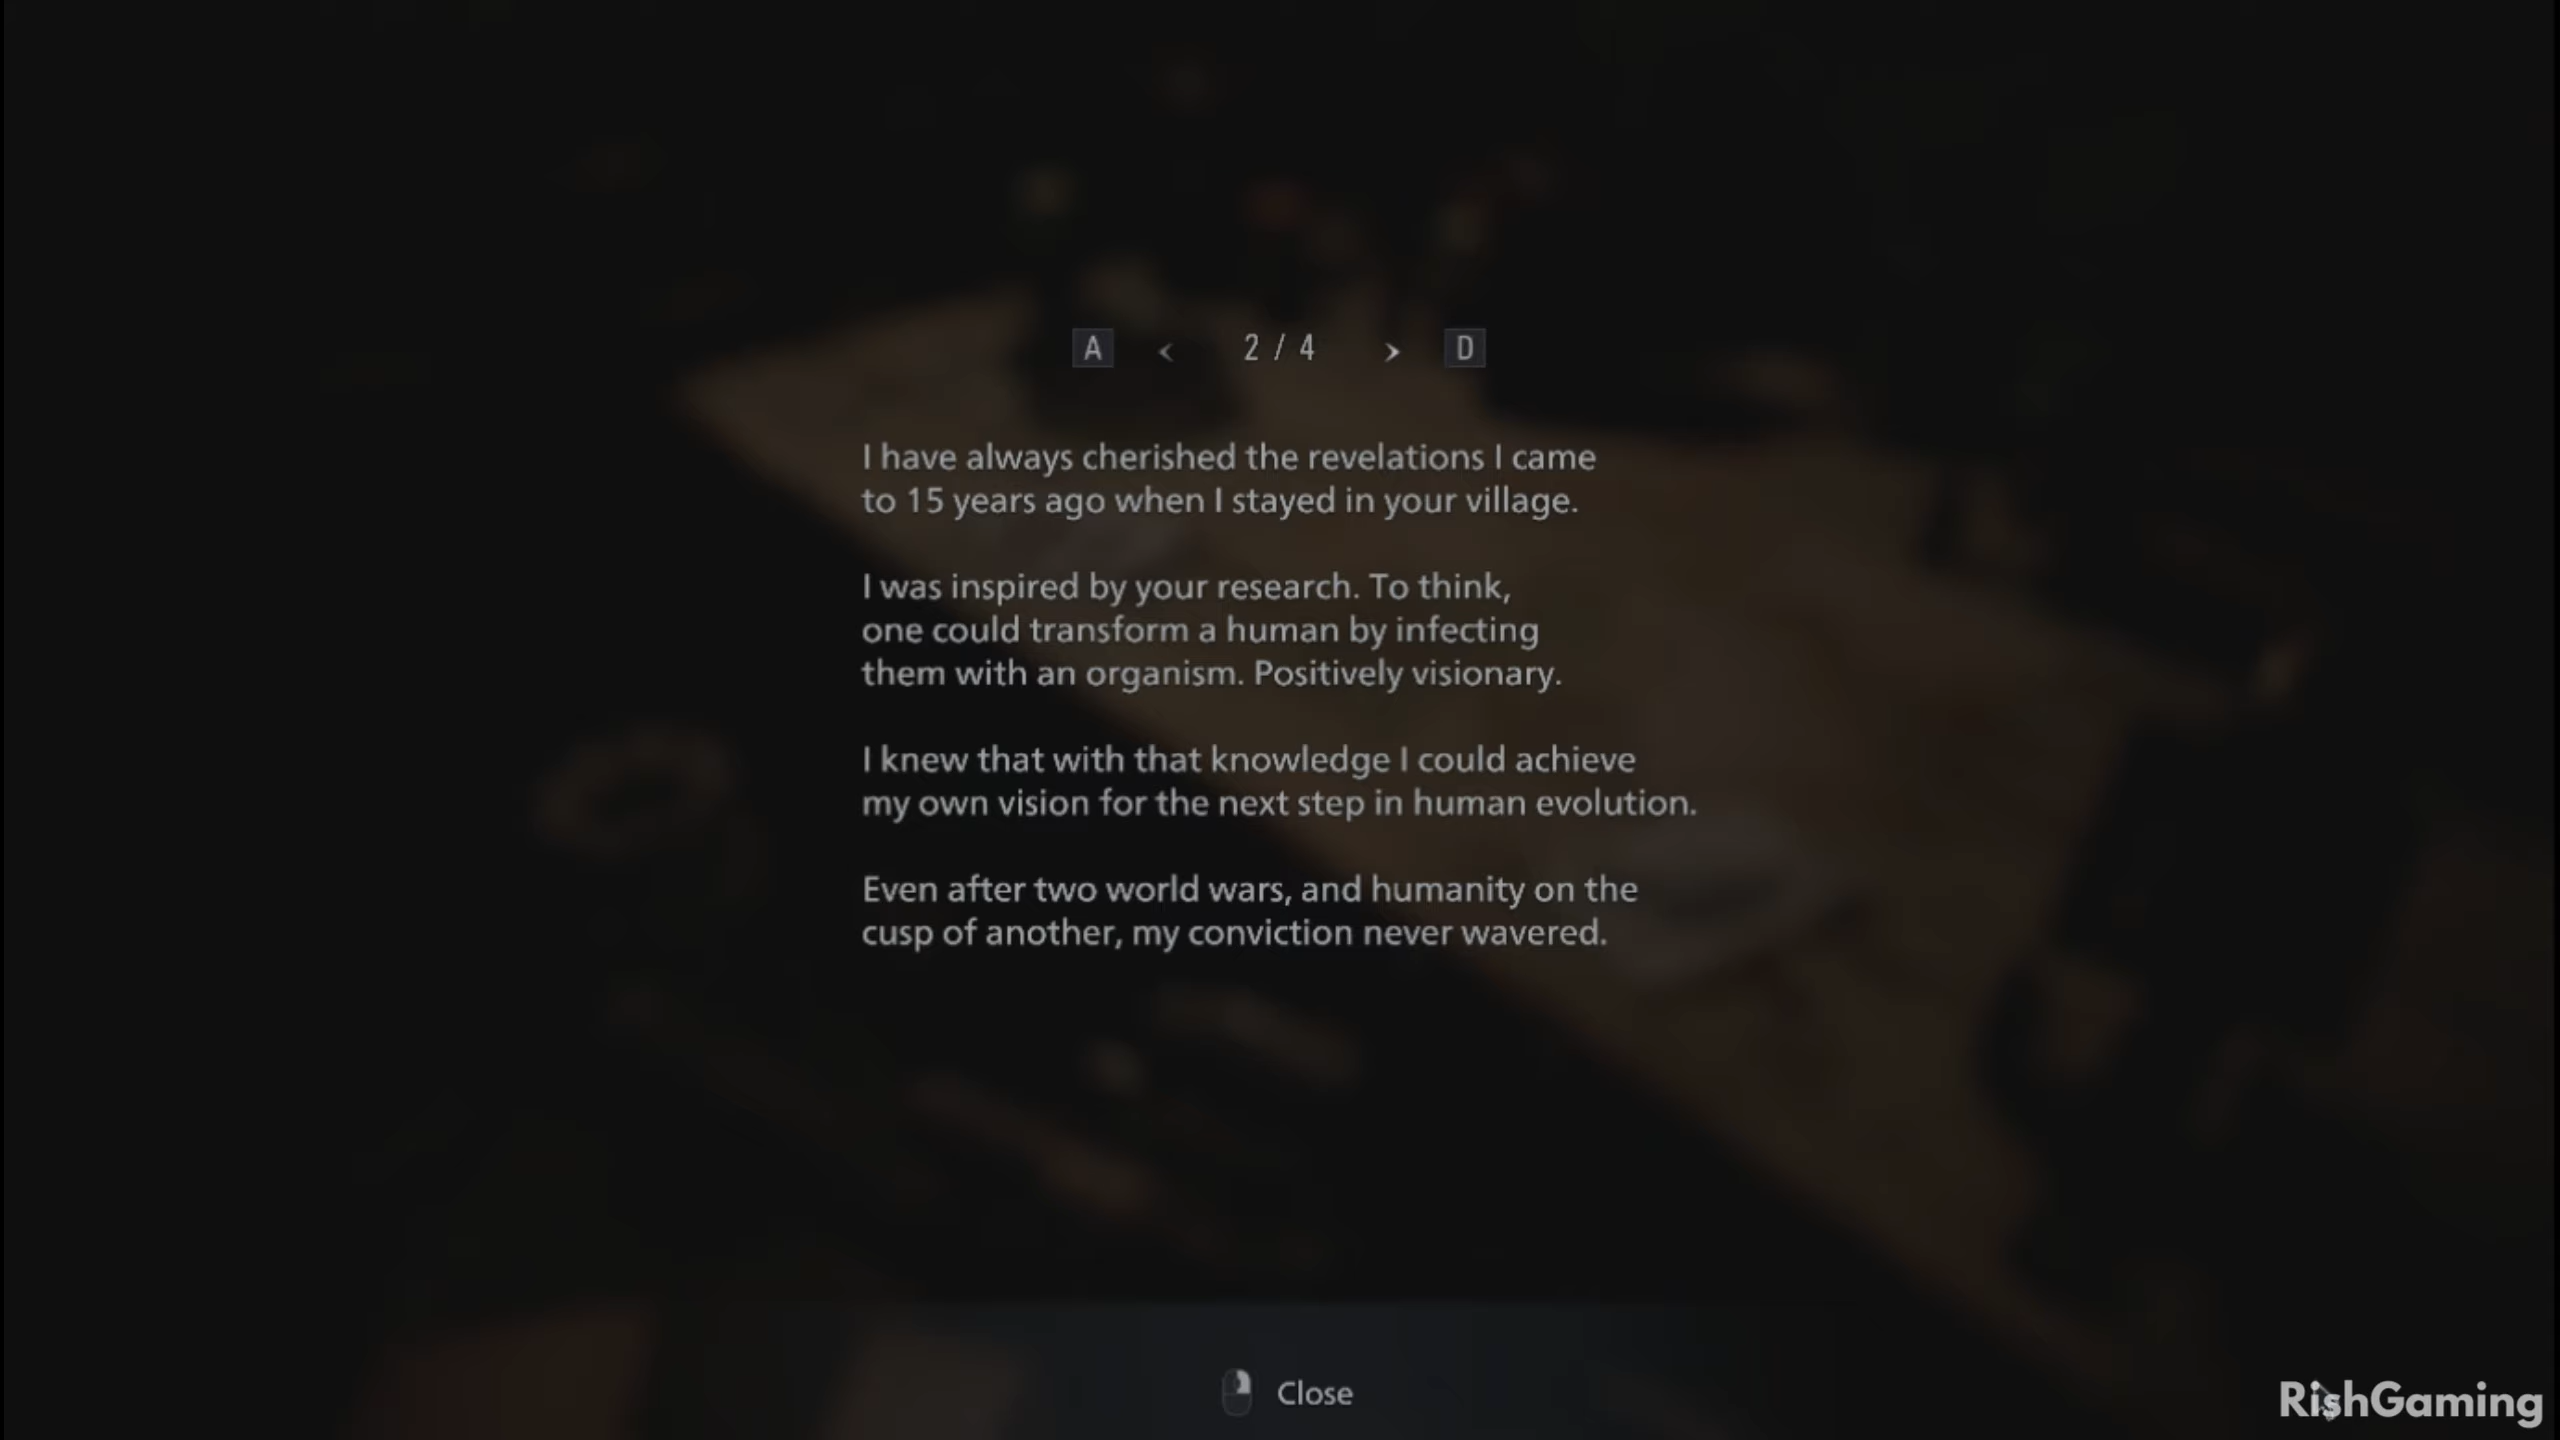 A < 2 / 4 > D
I have always cherished the revelations I came
to 15 years ago when I stayed in your village.
I was inspired by your research. To think,
one could transform a human by infecting
them with an organism. Positively visionary.
I knew that with that knowledge I could achieve
my own vision for the next step in human evolution.
Even after two world wars, and humanity on the
cusp of another, my conviction never wavered.
Close
RishGaming